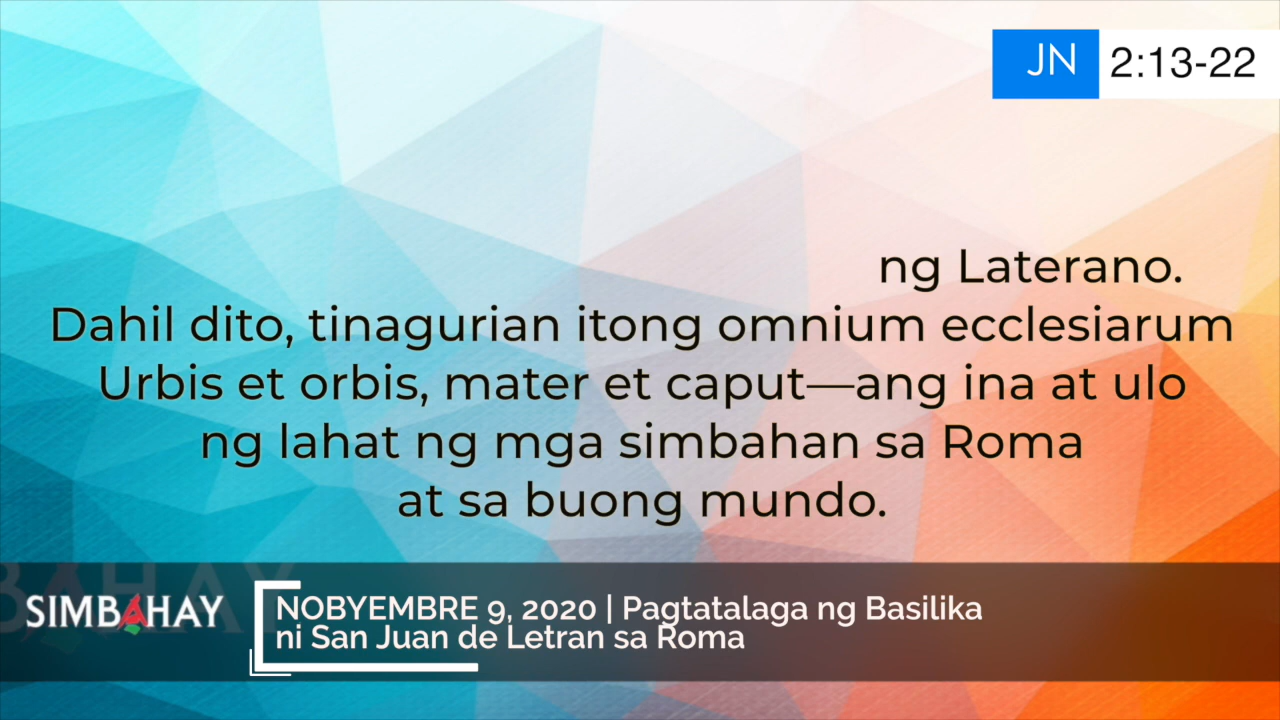 JN 2:13-22
ng Laterano.
Dahil dito, tinagurian itong omnium ecclesiarum
Urbis et orbis, mater et caput—ang ina at ulo
ng lahat ng mga simbahan sa Roma
at sa buong mundo.
SIMBAHAY
NOBYEMBRE 9, 2020 | Pagtatalaga ng Basilika
ni San Juan de Letran sa Roma